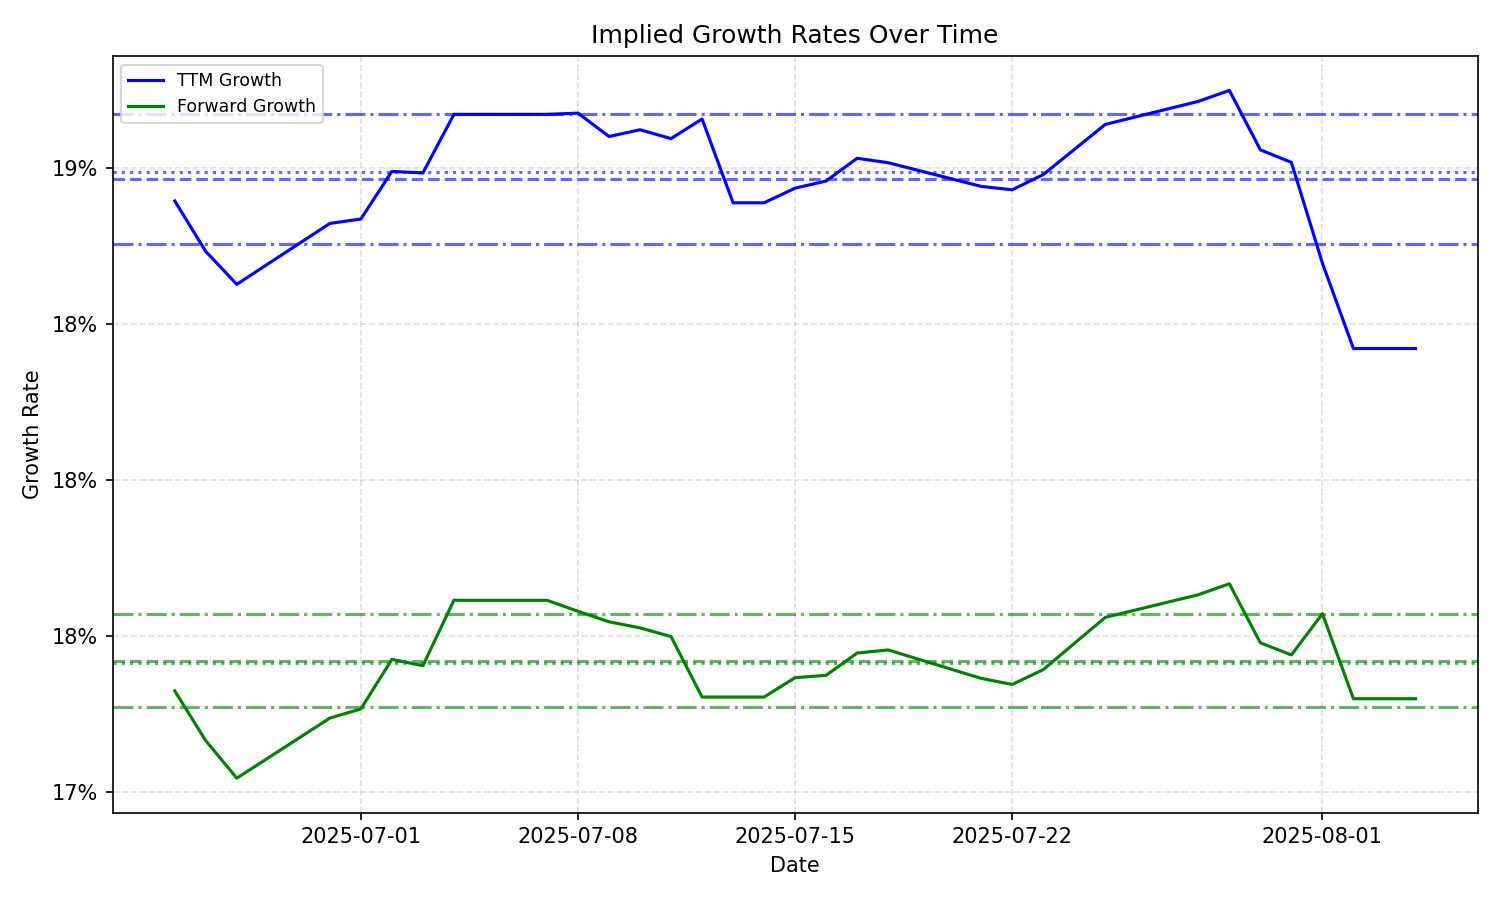 Implied Growth Rates Over Time
TTM Growth
Forward Growth
19%
18%
18%
18%
17%
Growth Rate
2025-07-01
2025-07-08
2025-07-15
2025-07-22
2025-08-01
Date